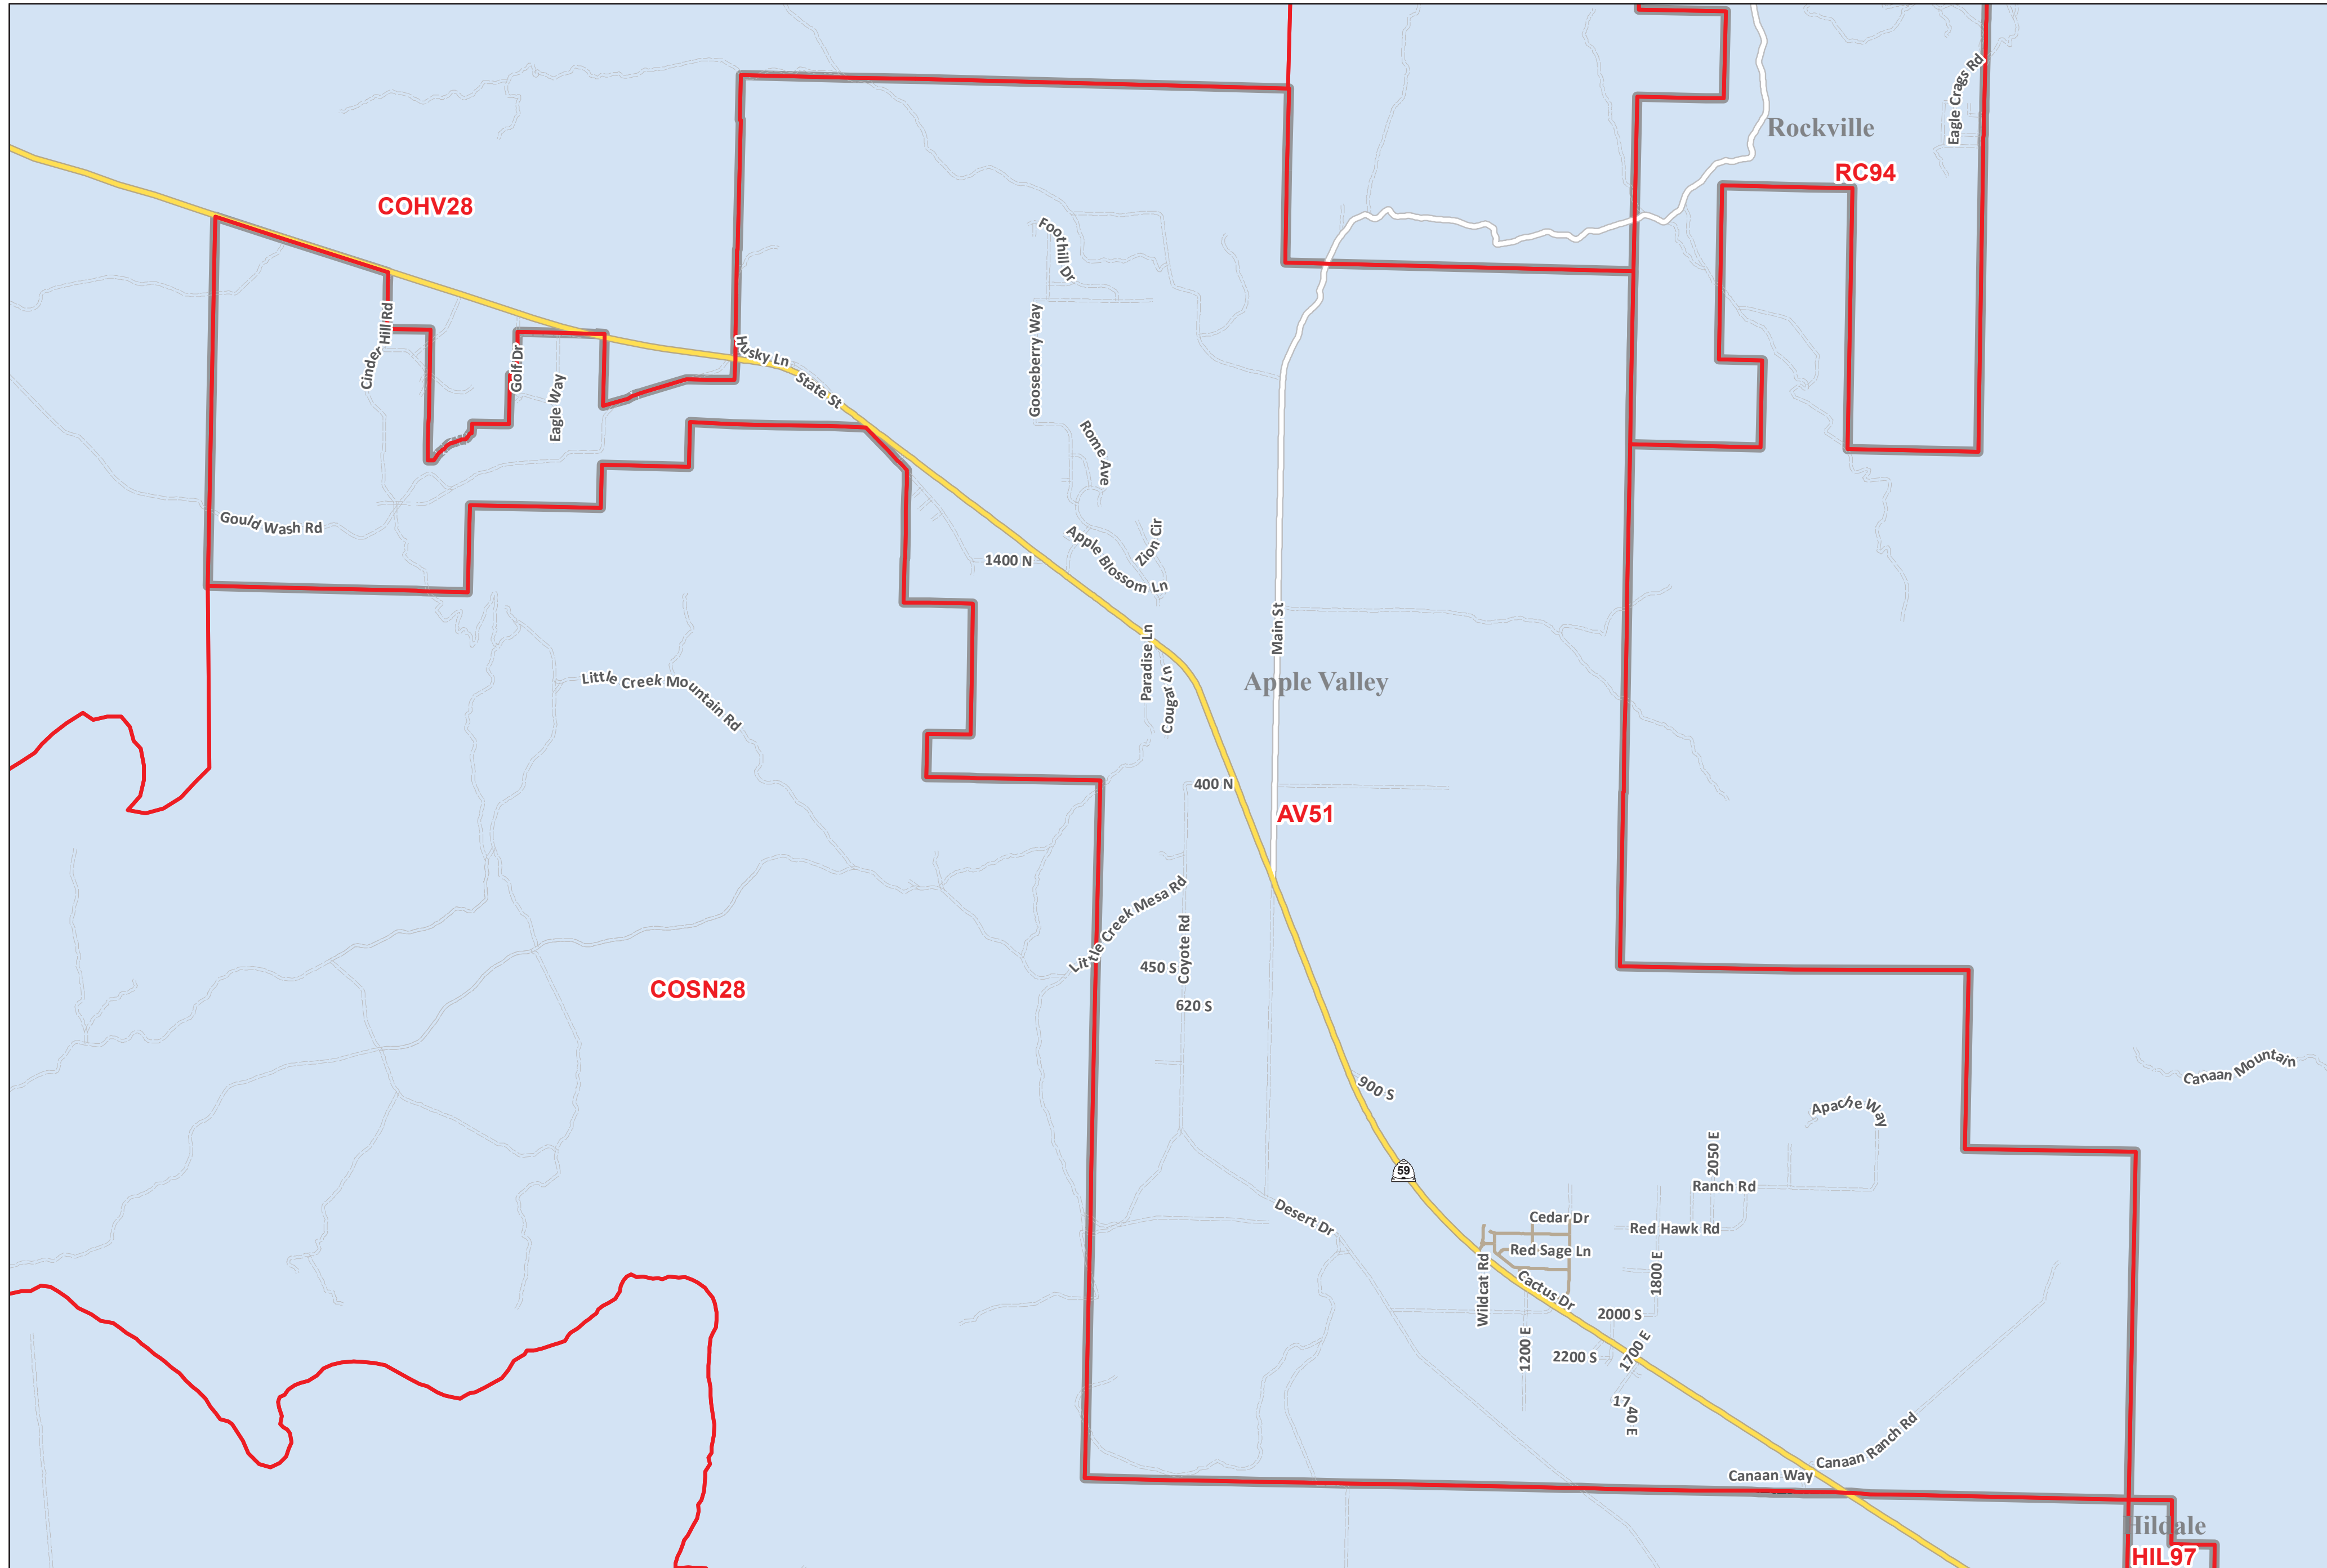 Eagle Crags Rd
Rockville
RC94
COHV28
Foothill Dr
Cinder Hill Rd
Golf Dr
Eagle Way
Husky Ln
State St
Gooseberry Way
Rome Ave
Gould Wash Rd
1400 N
Apple Blossom Ln
Zion Cir
Main St
Paradise Ln
Cougar Ln
Apple Valley
Little Creek Mountain Rd
400 N
AV51
Little Creek Mesa Rd
Coyote Rd
450 S
620 S
COSN28
900 S
Canaan Mountain
Apache Way
59
2050 E
Ranch Rd
Desert Dr
Cedar Dr
Red Hawk Rd
Red Sage Ln
Wildcat Rd
Cactus Dr
1800 E
2000 S
1200 E
2200 S
1700 E
1740 E
Canaan Ranch Rd
Canaan Way
Hildale
HIL97